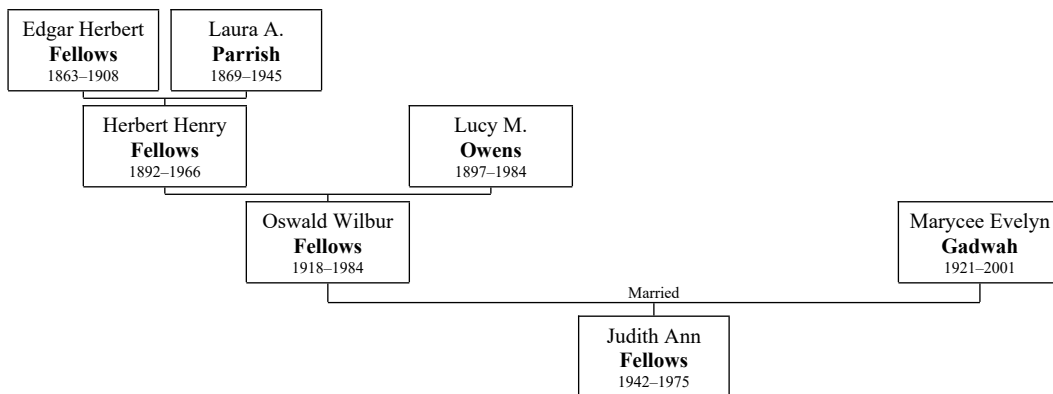 Edgar Herbert
Fellows
1863–1908
Laura A.
Parrish
1869–1945
Herbert Henry
Fellows
1892–1966
Lucy M.
Owens
1897–1984
Oswald Wilbur
Fellows
1918–1984
Marycee Evelyn
Gadwah
1921–2001
Married
Judith Ann
Fellows
1942–1975